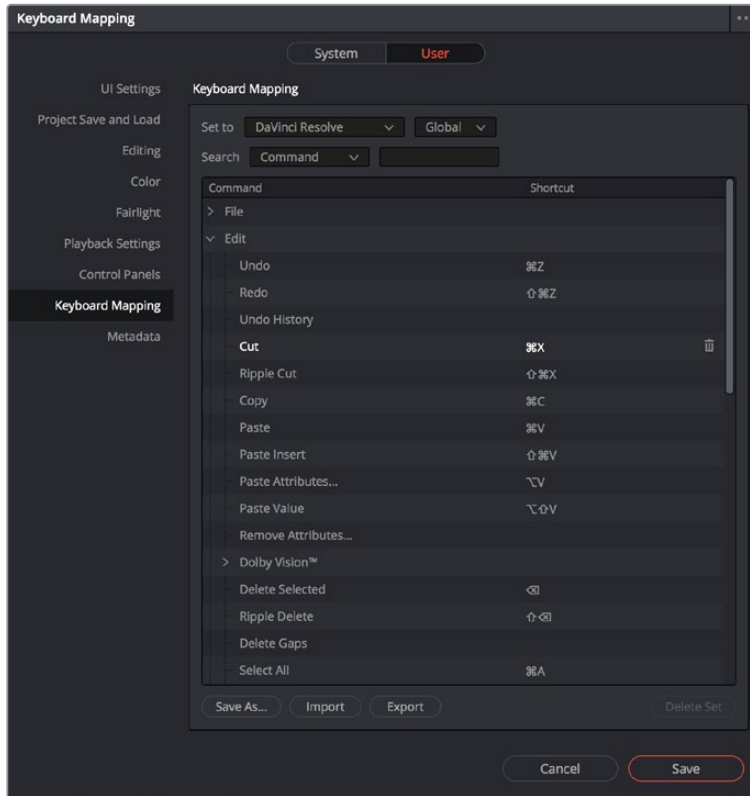 Keyboard Mapping
System User
UI Settings
Project Save and Load
Editing
Color
Fairlight
Playback Settings
Control Panels
Keyboard Mapping
Metadata
Keyboard Mapping
Set to DaVinci Resolve Global
Search Command
Command Shortcut
File
Edit
Undo ⌘Z
Redo ⇧⌘Z
Undo History
Cut ⌘X
Ripple Cut ⇧⌘X
Copy ⌘C
Paste ⌘V
Paste Insert ⇧⌘V
Paste Attributes... ⌥V
Paste Value ⌥⇧V
Remove Attributes...
Dolby Vision™
Delete Selected ⌫
Ripple Delete ⇧⌫
Delete Gaps
Select All ⌘A
Save As... Import Export Delete Set
Cancel Save